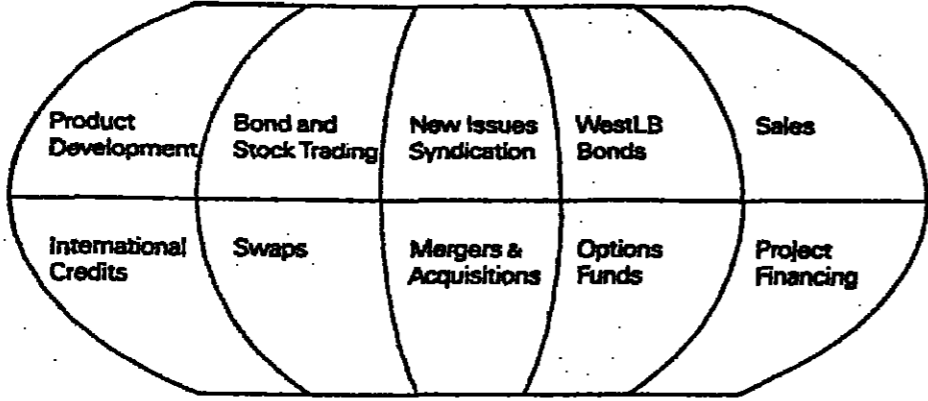 Product
Development
Bond and
Stock Trading
New Issues
Syndication
WestLB
Bonds
Sales
International
Credits
Swaps
Mergers &
Acquisitions
Options
Funds
Project
Financing